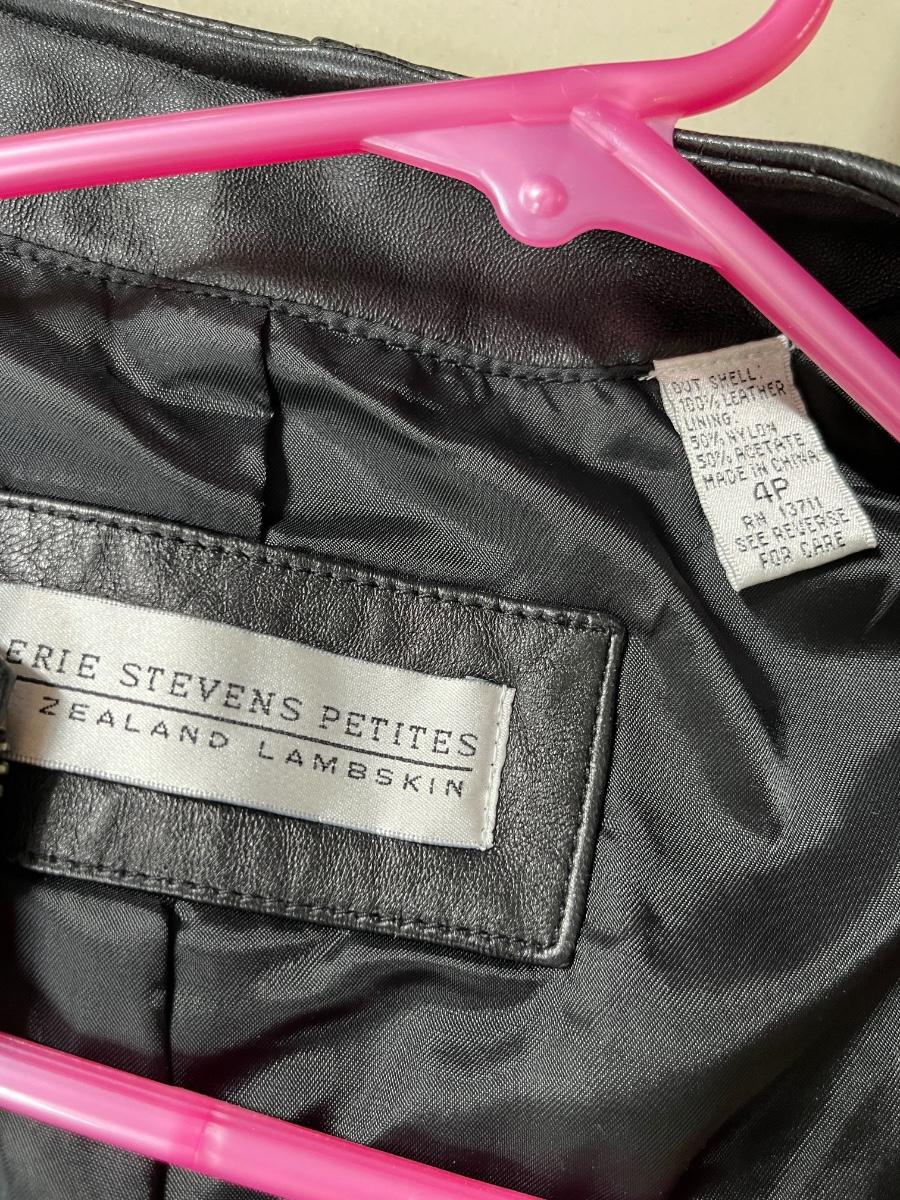 OUT SHELL:
100% LEATHER
LINING:
50% NYLON
50% ACETATE
MADE IN CHINA
4P
RN 13711
SEE REVERSE
FOR CARE
ERIE STEVENS PETITES
ZEALAND LAMBSKIN